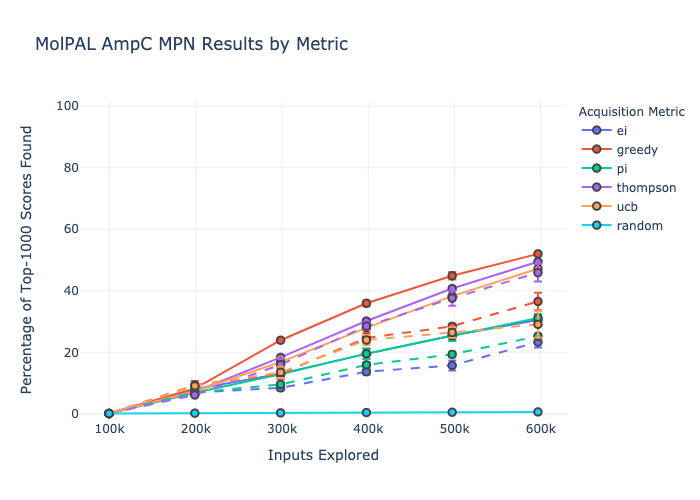 MolPAL AmpC MPN Results by Metric
Percentage of Top-1000 Scores Found
100
80
60
40
20
0
100k
200k
300k
400k
500k
600k
Inputs Explored
Acquisition Metric
ei
greedy
pi
thompson
ucb
random